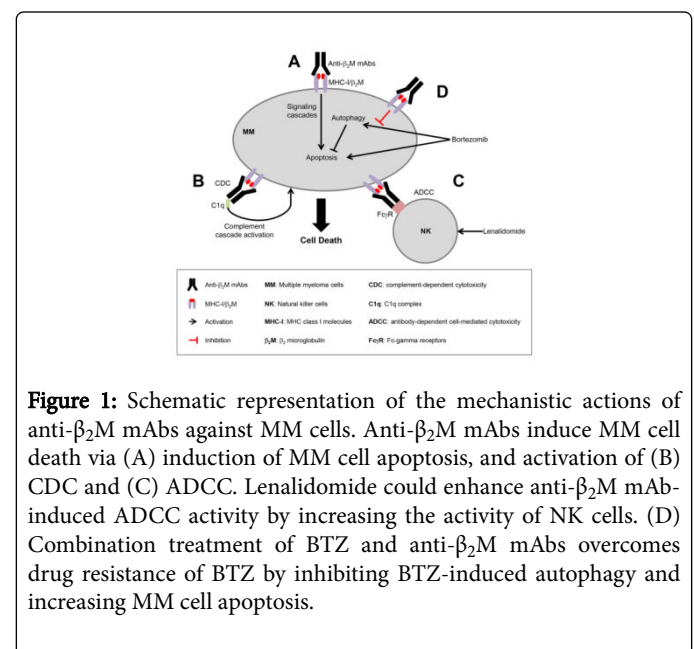 A
Anti-β₂M mAbs
MHC-I/β₂M
D
Signaling
cascades
Autophagy
MM
Bortezomib
Apoptosis
B
CDC
C1q
C
ADCC
FcγR
NK
Lenalidomide
Complement
cascade activation
Cell Death
Anti-β₂M mAbs MM: Multiple myeloma cells CDC: complement-dependent cytotoxicity
MHC-I/β₂M NK: Natural killer cells C1q: C1q complex
Activation MHC-I: MHC class I molecules ADCC: antibody-dependent cell-mediated cytotoxicity
Inhibition β₂M: β₂ microglobulin FcγR: Fc-gamma receptors
Figure 1: Schematic representation of the mechanistic actions of
anti-β₂M mAbs against MM cells. Anti-β₂M mAbs induce MM cell
death via (A) induction of MM cell apoptosis, and activation of (B)
CDC and (C) ADCC. Lenalidomide could enhance anti-β₂M mAb-
induced ADCC activity by increasing the activity of NK cells. (D)
Combination treatment of BTZ and anti-β₂M mAbs overcomes
drug resistance of BTZ by inhibiting BTZ-induced autophagy and
increasing MM cell apoptosis.